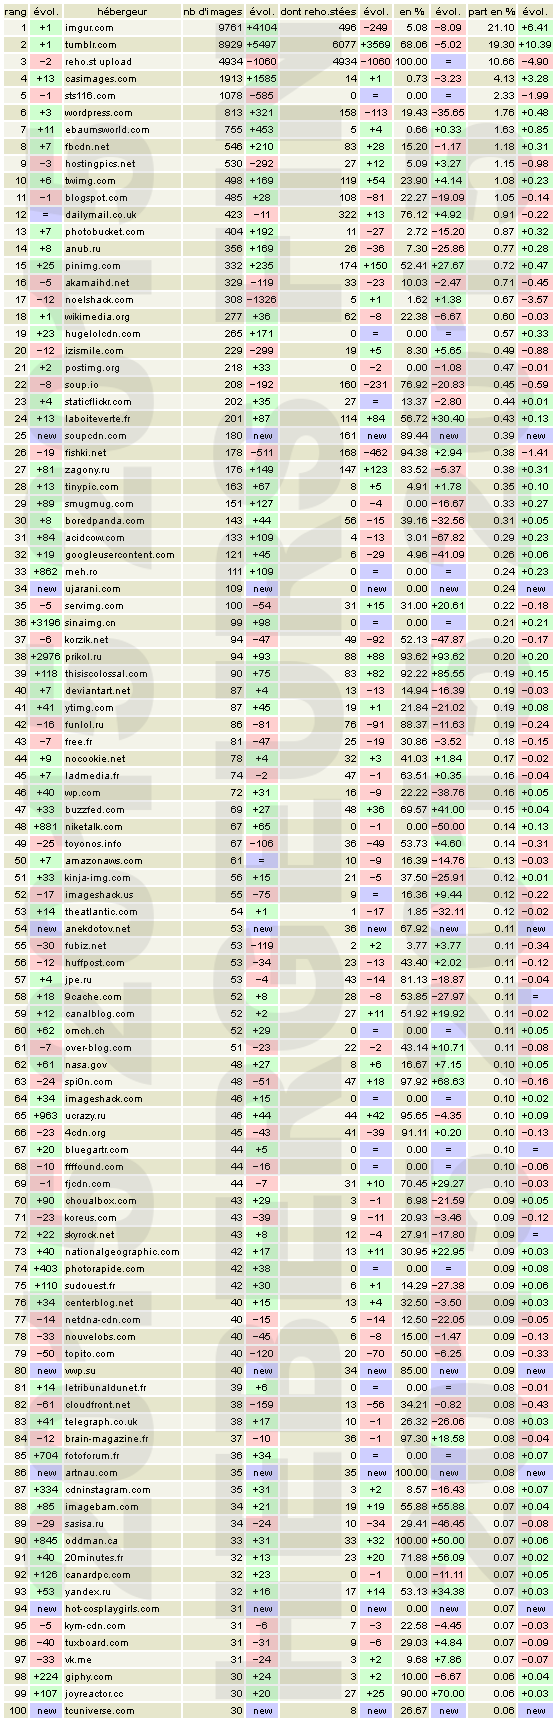 rang évol. hébergeur nb d'images évol. dont reho.stées évol. en % évol. part en % évol.
1 +1 imgur.com 9761 +4104 496 −249 5.08 −8.09 21.10 +6.41
2 +1 tumblr.com 8929 +5497 6077 +3569 68.06 −5.02 19.30 +10.39
3 −2 reho.st upload 4934 −1060 4934 −1060 100.00 = 10.66 −4.90
4 +13 casimages.com 1913 +1585 14 +1 0.73 −3.23 4.13 +3.28
5 −1 sts116.com 1078 −585 0 = 0.00 = 2.33 −1.99
6 +3 wordpress.com 813 +321 158 −113 19.43 −35.65 1.76 +0.48
7 +11 ebaumsworld.com 755 +453 5 +4 0.66 +0.33 1.63 +0.85
8 +7 fbcdn.net 546 +210 83 +28 15.20 −1.17 1.18 +0.31
9 −3 hostingpics.net 530 −292 27 +12 5.09 +3.27 1.15 −0.98
10 +6 twimg.com 498 +169 119 +54 23.90 +4.14 1.08 +0.23
11 −1 blogspot.com 485 +28 108 −81 22.27 −19.09 1.05 −0.14
12 = dailymail.co.uk 423 −11 322 +13 76.12 +4.92 0.91 −0.22
13 +7 photobucket.com 404 +192 11 −27 2.72 −15.20 0.87 +0.32
14 +8 anub.ru 356 +169 26 −36 7.30 −25.86 0.77 +0.28
15 +25 pinimg.com 332 +235 174 +150 52.41 +27.67 0.72 +0.47
16 −5 akamaihd.net 329 −119 33 −23 10.03 −2.47 0.71 −0.45
17 −12 noelshack.com 308 −1326 5 +1 1.62 +1.38 0.67 −3.57
18 +1 wikimedia.org 277 +36 62 −8 22.38 −6.67 0.60 −0.03
19 +23 hugelolcdn.com 265 +171 0 = 0.00 = 0.57 +0.33
20 −12 izismile.com 229 −299 19 +5 8.30 +5.65 0.49 −0.88
21 +2 postimg.org 218 +33 0 −2 0.00 −1.08 0.47 −0.01
22 −8 soup.io 208 −192 160 −231 76.92 −20.83 0.45 −0.59
23 +4 staticflickr.com 202 +35 27 = 13.37 −2.80 0.44 +0.01
24 +13 laboiteverte.fr 201 +87 114 +84 56.72 +30.40 0.43 +0.13
25 new soupcdn.com 180 new 161 new 89.44 new 0.39 new
26 −19 fishki.net 178 −511 168 −462 94.38 +2.94 0.38 −1.41
27 +81 zagony.ru 176 +149 147 +123 83.52 −5.37 0.38 +0.31
28 +13 tinypic.com 163 +67 8 +5 4.91 +1.78 0.35 +0.10
29 +89 smugmug.com 151 +127 0 −4 0.00 −16.67 0.33 +0.27
30 +8 boredpanda.com 143 +44 56 −15 39.16 −32.56 0.31 +0.05
31 +84 acidcow.com 133 +109 4 −13 3.01 −67.82 0.29 +0.23
32 +19 googleusercontent.com 121 +45 6 −29 4.96 −41.09 0.26 +0.06
33 +862 meh.ro 111 +109 0 = 0.00 = 0.24 +0.23
34 new ujarani.com 109 new 0 new 0.00 new 0.24 new
35 −5 servimg.com 100 −54 31 +15 31.00 +20.61 0.22 −0.18
36 +3196 sinaimg.cn 99 +98 0 = 0.00 = 0.21 +0.21
37 −6 korzik.net 94 −47 49 −92 52.13 −47.87 0.20 −0.17
38 +2976 prikol.ru 94 +93 88 +88 93.62 +93.62 0.20 +0.20
39 +118 thisiscolossal.com 90 +75 83 +82 92.22 +85.55 0.19 +0.15
40 +7 deviantart.net 87 +4 13 −13 14.94 −16.39 0.19 −0.03
41 +41 ytimg.com 87 +45 19 +1 21.84 −21.02 0.19 +0.08
42 −16 funlol.ru 86 −81 76 −91 88.37 −11.63 0.19 −0.24
43 −7 free.fr 81 −47 25 −19 30.86 −3.52 0.18 −0.15
44 +9 nocookie.net 78 +4 32 +3 41.03 +1.84 0.17 −0.02
45 +7 ladmedia.fr 74 −2 47 −1 63.51 +0.35 0.16 −0.04
46 +40 wp.com 72 +31 16 −9 22.22 −38.76 0.16 +0.05
47 +33 buzzfed.com 69 +27 48 +36 69.57 +41.00 0.15 +0.04
48 +881 niketalk.com 67 +65 0 −1 0.00 −50.00 0.14 +0.13
49 −25 toyonos.info 67 −106 36 −49 53.73 +4.60 0.14 −0.31
50 +7 amazonaws.com 61 = 10 −9 16.39 −14.76 0.13 −0.03
51 +33 kinja-img.com 56 +15 21 −5 37.50 −25.91 0.12 +0.01
52 −17 imageshack.us 55 −75 9 = 16.36 +9.44 0.12 −0.22
53 +14 theatlantic.com 54 +1 1 −17 1.85 −32.11 0.12 −0.02
54 new anekdotov.net 53 new 36 new 67.92 new 0.11 new
55 −30 fubiz.net 53 −119 2 +2 3.77 +3.77 0.11 −0.34
56 −12 huffpost.com 53 −34 23 −13 43.40 +2.02 0.11 −0.12
57 +4 jpe.ru 53 −4 43 −14 81.13 −18.87 0.11 −0.04
58 +18 9cache.com 52 +8 28 −8 53.85 −27.97 0.11 =
59 +12 canalblog.com 52 +2 27 +11 51.92 +19.92 0.11 −0.02
60 +62 omch.ch 52 +29 0 = 0.00 = 0.11 +0.05
61 −7 over-blog.com 51 −23 22 −2 43.14 +10.71 0.11 −0.08
62 +61 nasa.gov 48 +27 8 +6 16.67 +7.15 0.10 +0.05
63 −24 spi0n.com 48 −51 47 +18 97.92 +68.63 0.10 −0.16
64 +34 imageshack.com 46 +15 0 = 0.00 = 0.10 +0.02
65 +963 ucrazy.ru 46 +44 44 +42 95.65 −4.35 0.10 +0.09
66 −23 4cdn.org 45 −43 41 −39 91.11 +0.20 0.10 −0.13
67 +20 bluegartr.com 44 +5 0 = 0.00 = 0.10 =
68 −10 ffffound.com 44 −16 0 = 0.00 = 0.10 −0.06
69 −1 fjcdn.com 44 −7 31 +10 70.45 +29.27 0.10 −0.03
70 +90 choualbox.com 43 +29 3 −1 6.98 −21.59 0.09 +0.05
71 −23 koreus.com 43 −39 9 −11 20.93 −3.46 0.09 −0.12
72 +22 skyrock.net 43 +8 12 −4 27.91 −17.80 0.09 =
73 +40 nationalgeographic.com 42 +17 13 +11 30.95 +22.95 0.09 +0.03
74 +403 photorapide.com 42 +38 0 = 0.00 = 0.09 +0.08
75 +110 sudouest.fr 42 +30 6 +1 14.29 −27.38 0.09 +0.06
76 +34 centerblog.net 40 +15 13 +4 32.50 −3.50 0.09 +0.03
77 −14 netdna-cdn.com 40 −15 5 −14 12.50 −22.05 0.09 −0.05
78 −33 nouvelobs.com 40 −45 6 −8 15.00 −1.47 0.09 −0.13
79 −50 topito.com 40 −120 20 −70 50.00 −6.25 0.09 −0.33
80 new vwp.su 40 new 34 new 85.00 new 0.09 new
81 +14 letribunaldunet.fr 39 +6 0 = 0.00 = 0.08 −0.01
82 −61 cloudfront.net 38 −159 13 −56 34.21 −0.82 0.08 −0.43
83 +41 telegraph.co.uk 38 +17 10 −1 26.32 −26.06 0.08 +0.03
84 −12 brain-magazine.fr 37 −10 36 −1 97.30 +18.58 0.08 −0.04
85 +704 fotoforum.fr 36 +34 0 = 0.00 = 0.08 +0.07
86 new artnau.com 35 new 35 new 100.00 new 0.08 new
87 +334 cdninstagram.com 35 +31 3 +2 8.57 −16.43 0.08 +0.07
88 +85 imagebam.com 34 +21 19 +19 55.88 +55.88 0.07 +0.04
89 −29 sasisa.ru 34 −24 10 −34 29.41 −46.45 0.07 −0.08
90 +845 oddman.ca 33 +31 33 +32 100.00 +50.00 0.07 +0.06
91 +40 20minutes.fr 32 +13 23 +20 71.88 +56.09 0.07 +0.02
92 +126 canardpc.com 32 +23 0 −1 0.00 −11.11 0.07 +0.05
93 +53 yandex.ru 32 +16 17 +14 53.13 +34.38 0.07 +0.03
94 new hot-cosplaygirls.com 31 new 0 new 0.00 new 0.07 new
95 −5 kym-cdn.com 31 −6 7 −3 22.58 −4.45 0.07 −0.03
96 −40 tuxboard.com 31 −31 9 −6 29.03 +4.84 0.07 −0.09
97 −33 vk.me 31 −24 3 +2 9.68 +7.86 0.07 −0.07
98 +224 giphy.com 30 +24 3 +2 10.00 −6.67 0.06 +0.04
99 +107 joyreactor.cc 30 +20 27 +25 90.00 +70.00 0.06 +0.03
100 new tcuniverse.com 30 new 8 new 26.67 new 0.06 new